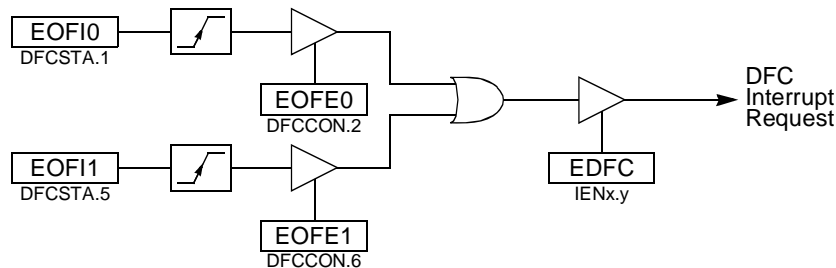 EOFI0
DFCSTA.1
EOFE0
DFCCON.2
EOFI1
DFCSTA.5
EOFE1
DFCCON.6
EDFC
IENx.y
DFC
Interrupt
Request